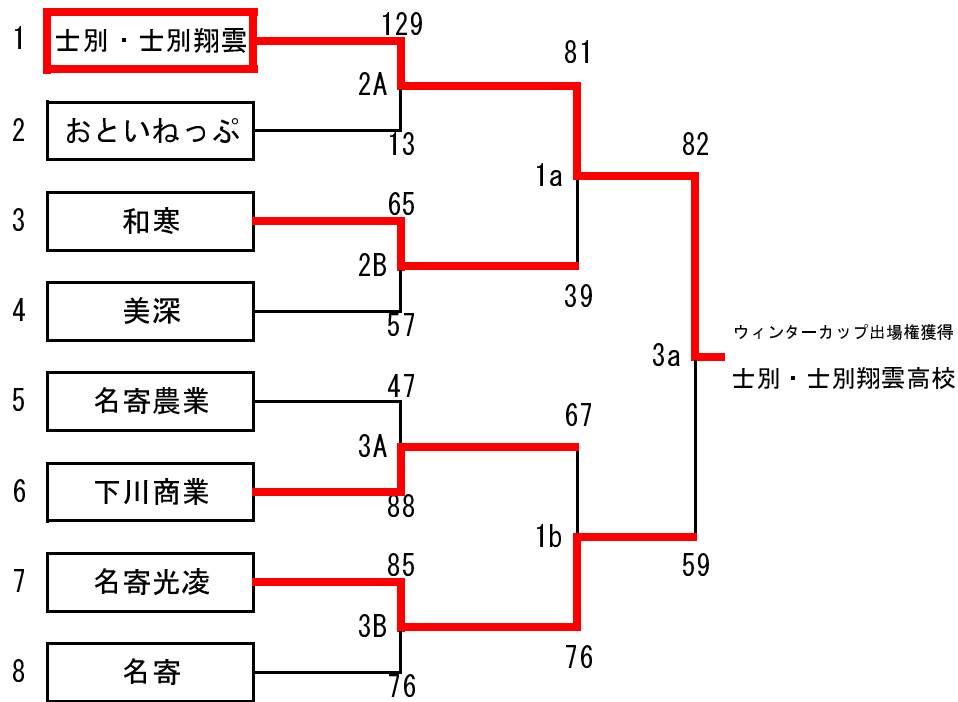 129
1 士別・士別翔雲
81
2A
2 おといねっぷ
13
82
1a
65
3 和寒
2B
39
4 美深
57
ウィンターカップ出場権獲得
3a
士別・士別翔雲高校
47
5 名寄農業
67
3A
6 下川商業
88
1b
85
59
7 名寄光凌
3B
76
8 名寄
76